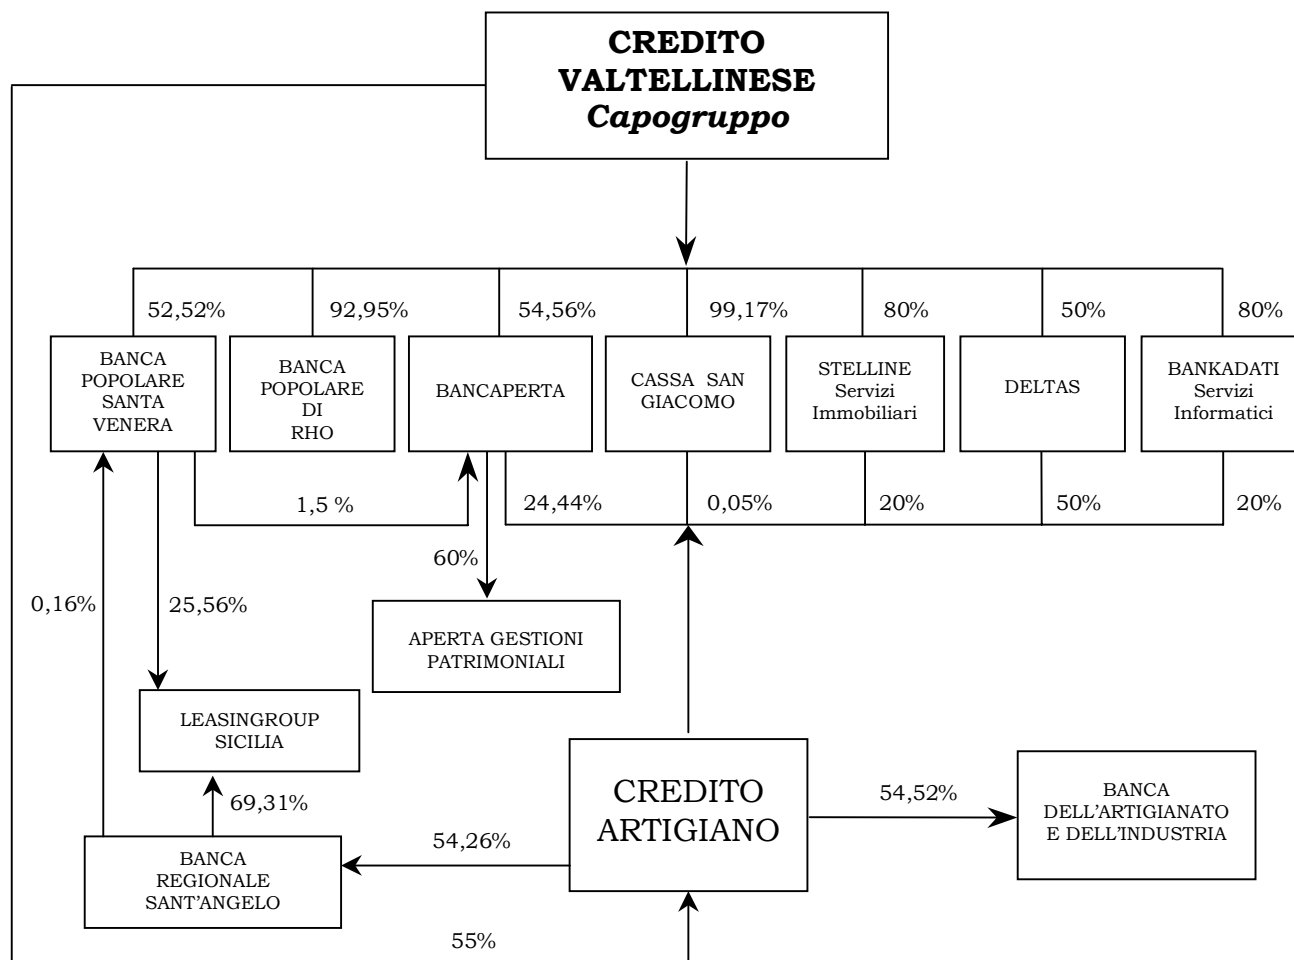 CREDITO
VALTELLINESE
Capogruppo
52,52%
92,95%
54,56%
99,17%
80%
50%
80%
BANCA
POPOLARE
SANTA
VENERA
BANCA
POPOLARE
DI
RHO
BANCAPERTA
CASSA SAN
GIACOMO
STELLINE
Servizi
Immobiliari
DELTAS
BANKADATI
Servizi
Informatici
1,5 %
24,44%
0,05%
20%
50%
20%
60%
0,16%
25,56%
APERTA GESTIONI
PATRIMONIALI
LEASINGROUP
SICILIA
69,31%
CREDITO
ARTIGIANO
54,52%
BANCA
DELL'ARTIGIANATO
E DELL'INDUSTRIA
54,26%
BANCA
REGIONALE
SANT'ANGELO
55%